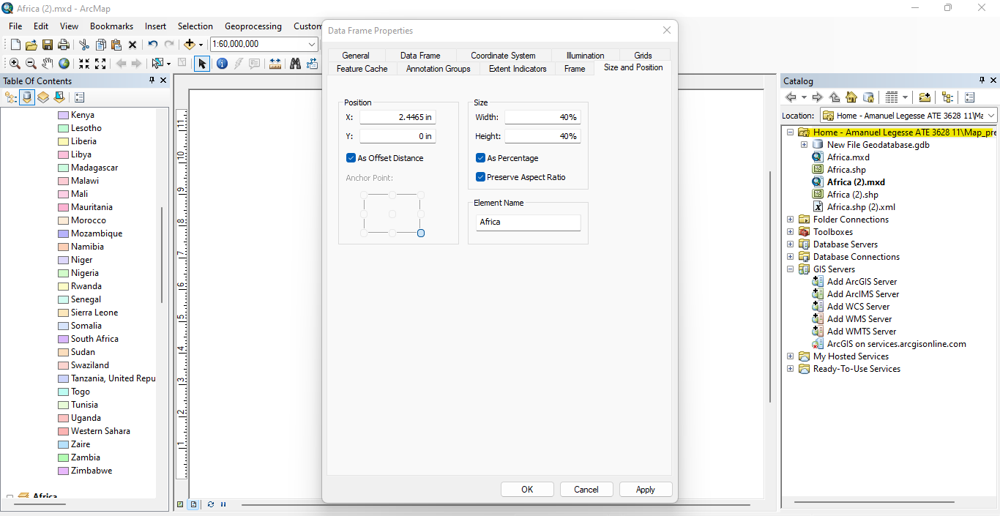 Africa (2).mxd - ArcMap
File Edit View Bookmarks Insert Selection Geoprocessing Custom
1:60,000,000
Table Of Contents
Kenya
Lesotho
Liberia
Libya
Madagascar
Malawi
Mali
Mauritania
Morocco
Mozambique
Namibia
Niger
Nigeria
Rwanda
Senegal
Sierra Leone
Somalia
South Africa
Sudan
Swaziland
Tanzania, United Repu
Togo
Tunisia
Uganda
Western Sahara
Zaire
Zambia
Zimbabwe
Africa
11
10
9
8
7
6
5
4
3
2
1
Data Frame Properties
General Data Frame Coordinate System Illumination Grids
Feature Cache Annotation Groups Extent Indicators Frame Size and Position
Position
X: 2.4465 in
Y: 0 in
As Offset Distance
Anchor Point:
Size
Width: 40%
Height: 40%
As Percentage
Preserve Aspect Ratio
Element Name
Africa
OK Cancel Apply
Catalog
Location: Home - Amanuel Legesse ATE 3628 11\Ma
Home - Amanuel Legesse ATE 3628 11\Map_pre
New File Geodatabase.gdb
Africa.mxd
Africa.shp
Africa (2).mxd
Africa (2).shp
Africa.shp (2).xml
Folder Connections
Toolboxes
Database Servers
Database Connections
GIS Servers
Add ArcGIS Server
Add ArcIMS Server
Add WCS Server
Add WMS Server
Add WMTS Server
ArcGIS on services.arcgisonline.com
My Hosted Services
Ready-To-Use Services